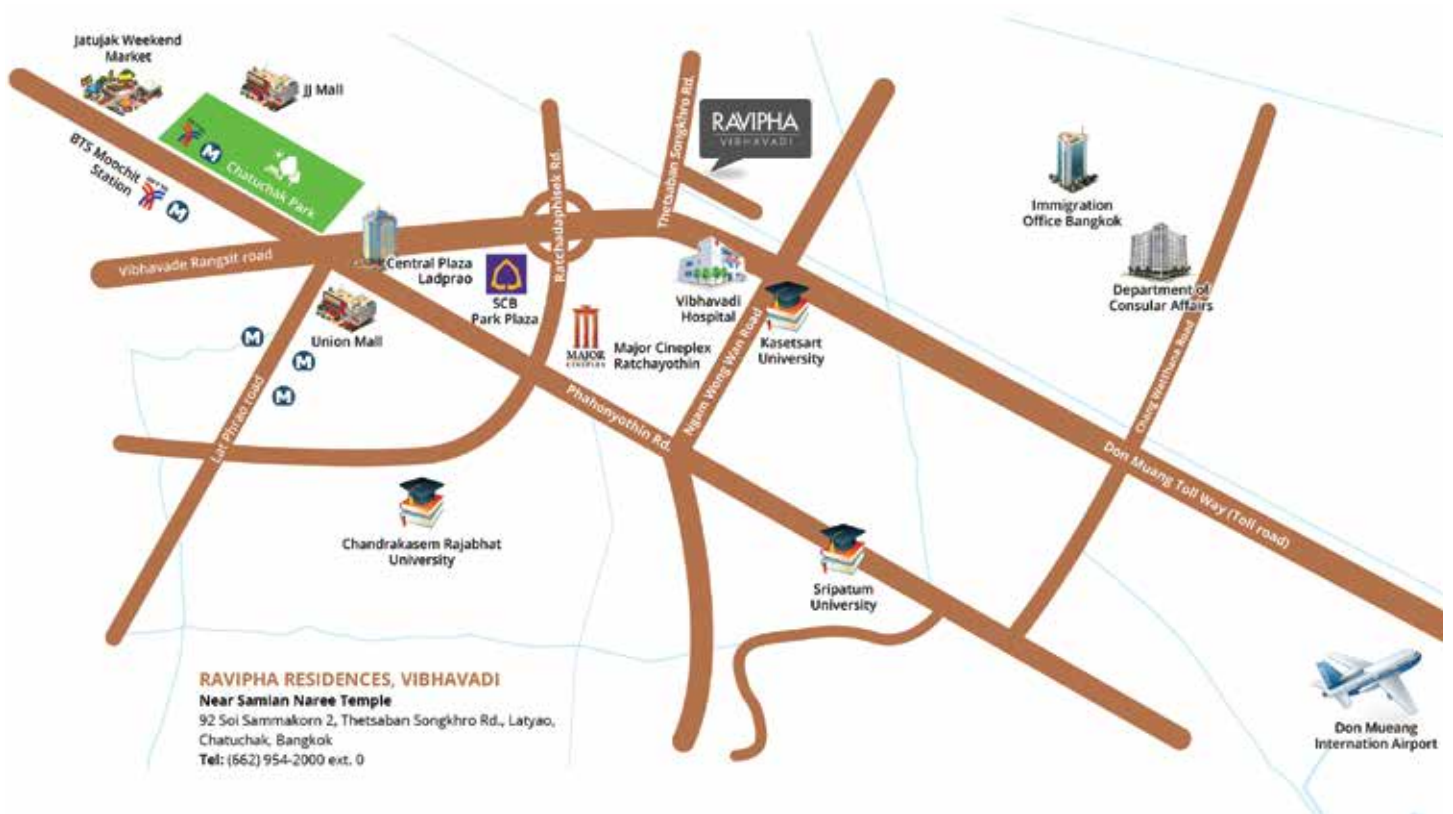 Jatujak Weekend
Market
JJ Mall
BTS Moochit
Station
M
M
Chatuchak Park
Vibhavade Rangsit road
Central Plaza
Ladprao
SCB
Park Plaza
Union Mall
M
M
M
Lat Phrao road
Ratchadaphisek Rd.
Thetsaban Songkhro Rd.
RAVIPHA
VIBHAVADI
MAJOR
CINEPLEX
Major Cineplex
Ratchayothin
Vibhavadi
Hospital
Ngam Wong Wan Road
Kasetsart
University
Phahonyothin Rd.
Immigration
Office Bangkok
Department of
Consular Affairs
Chang Watthana Road
Don Muang Toll Way (Toll road)
Chandrakasem Rajabhat
University
Sripatum
University
Don Mueang
Internation Airport
RAVIPHA RESIDENCES, VIBHAVADI
Near Samian Naree Temple
92 Soi Sammakorn 2, Thetsaban Songkhro Rd., Latyao,
Chatuchak, Bangkok
Tel: (662) 954-2000 ext. 0